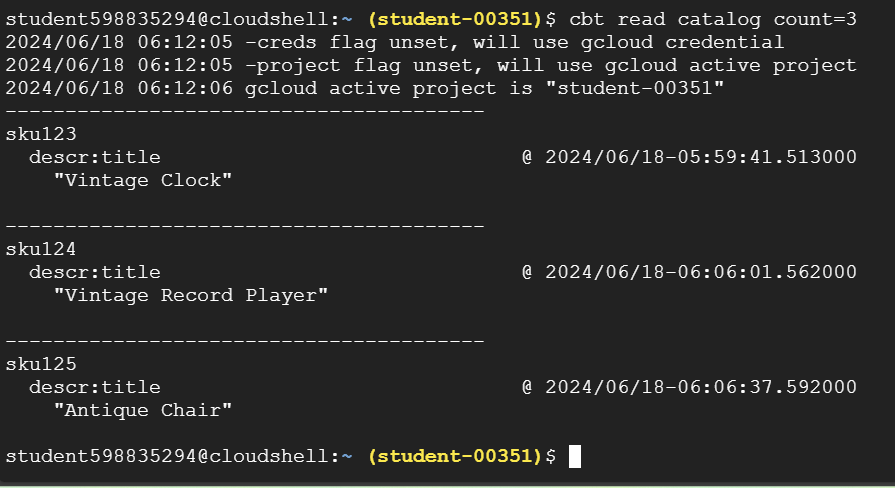 student598835294@cloudshell:~ (student-00351)$ cbt read catalog count=3
2024/06/18 06:12:05 -creds flag unset, will use gcloud credential
2024/06/18 06:12:05 -project flag unset, will use gcloud active project
2024/06/18 06:12:06 gcloud active project is "student-00351"
----------------------------------------
sku123
  descr:title                              @ 2024/06/18-05:59:41.513000
    "Vintage Clock"
----------------------------------------
sku124
  descr:title                              @ 2024/06/18-06:06:01.562000
    "Vintage Record Player"
----------------------------------------
sku125
  descr:title                              @ 2024/06/18-06:06:37.592000
    "Antique Chair"
student598835294@cloudshell:~ (student-00351)$